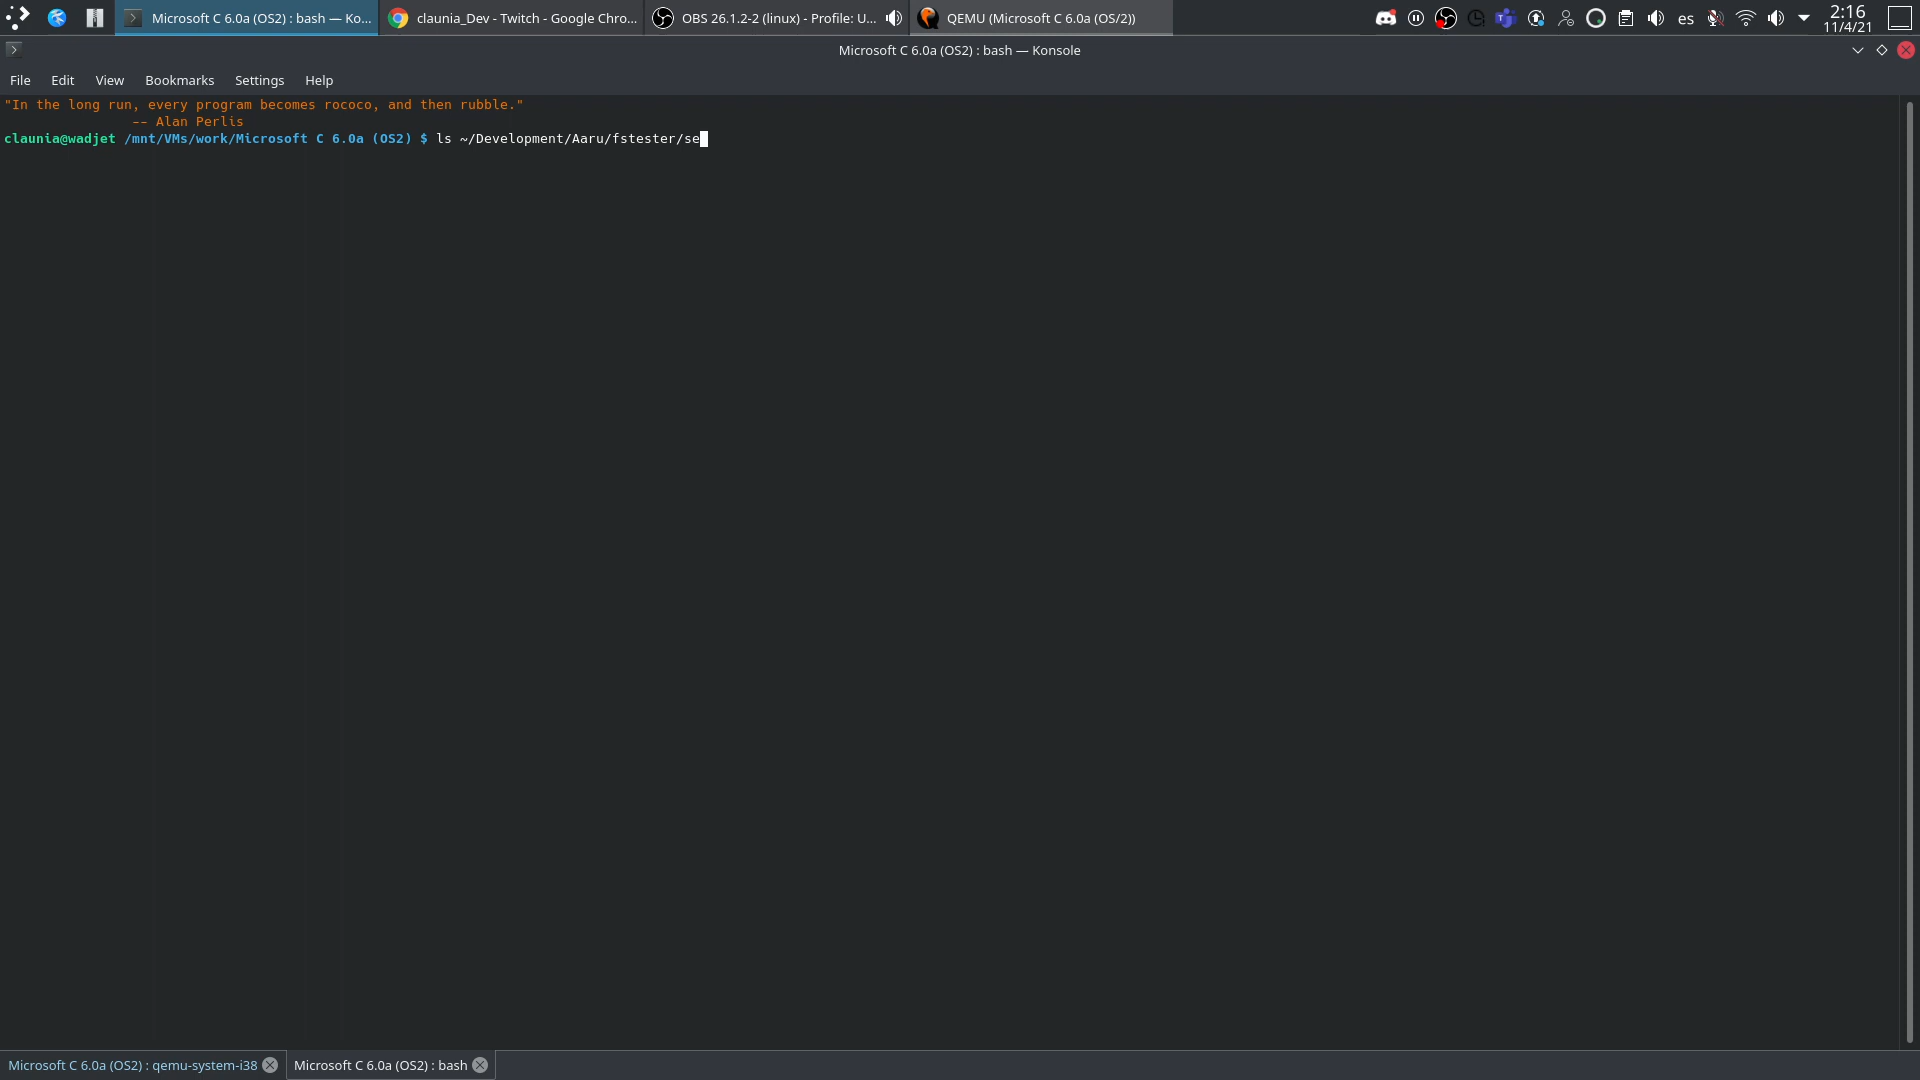 Microsoft C 6.0a (OS2) : bash — Ko...
claunia_Dev - Twitch - Google Chro...
OBS 26.1.2-2 (linux) - Profile: U...
QEMU (Microsoft C 6.0a (OS/2))
es
2:16
11/4/21
Microsoft C 6.0a (OS2) : bash — Konsole
File Edit View Bookmarks Settings Help
"In the long run, every program becomes rococo, and then rubble."
-- Alan Perlis
claunia@wadjet /mnt/VMs/work/Microsoft C 6.0a (OS2) $ ls ~/Development/Aaru/fstester/se
Microsoft C 6.0a (OS2) : qemu-system-i38
Microsoft C 6.0a (OS2) : bash